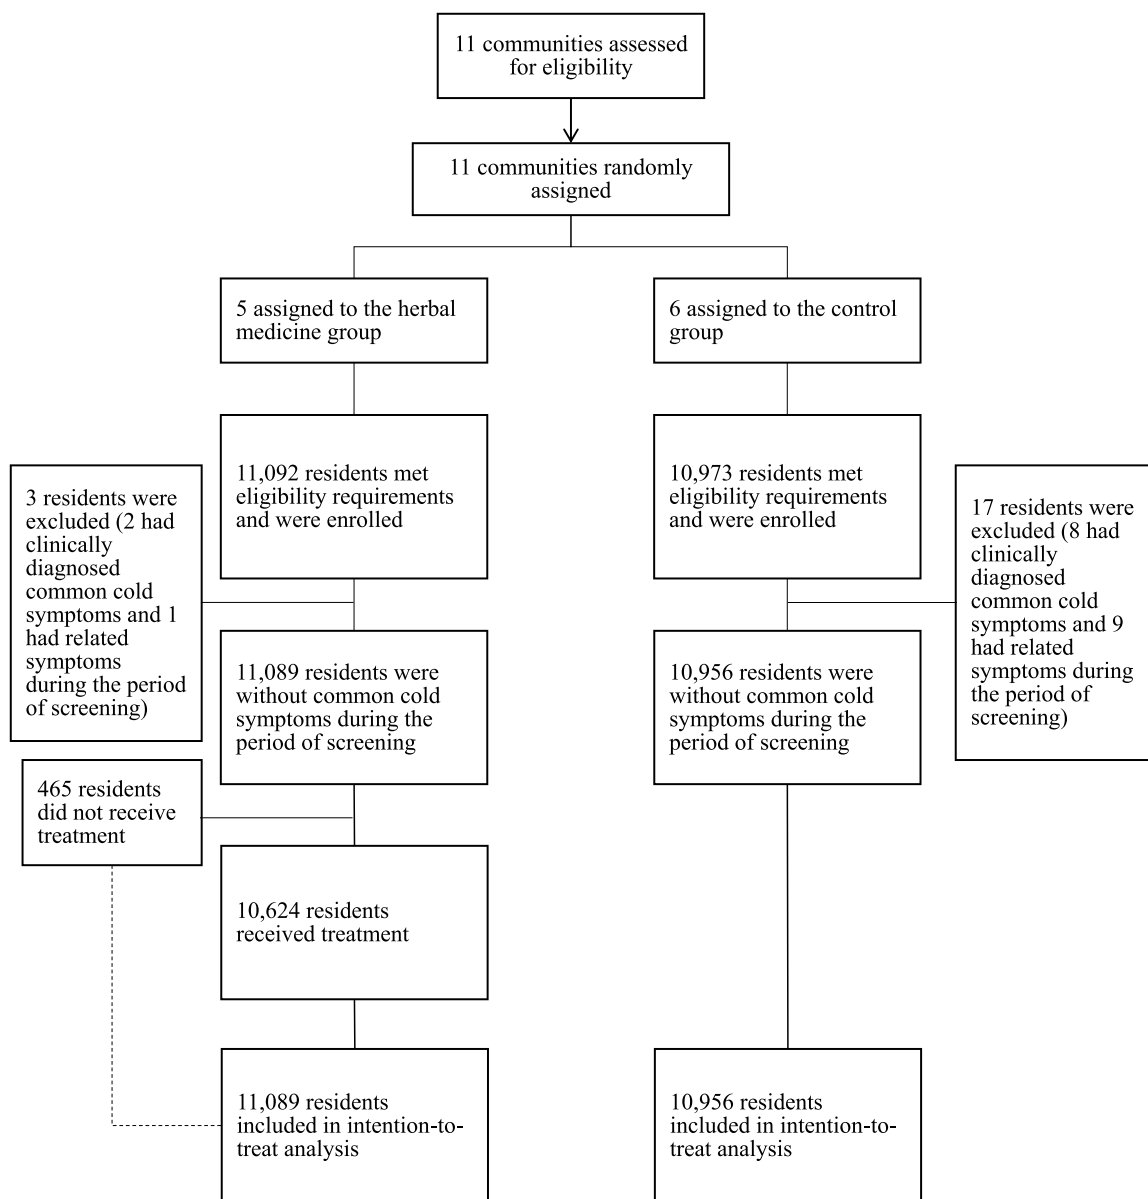 11 communities assessed
for eligibility
11 communities randomly
assigned
5 assigned to the herbal
medicine group
6 assigned to the control
group
11,092 residents met
eligibility requirements
and were enrolled
10,973 residents met
eligibility requirements
and were enrolled
3 residents were
excluded (2 had
clinically
diagnosed
common cold
symptoms and 1
had related
symptoms
during the period
of screening)
17 residents were
excluded (8 had
clinically
diagnosed
common cold
symptoms and 9
had related
symptoms during
the period of
screening)
11,089 residents were
without common cold
symptoms during the
period of screening
10,956 residents were
without common cold
symptoms during the
period of screening
465 residents
did not receive
treatment
10,624 residents
received treatment
11,089 residents
included in intention-to-
treat analysis
10,956 residents
included in intention-to-
treat analysis